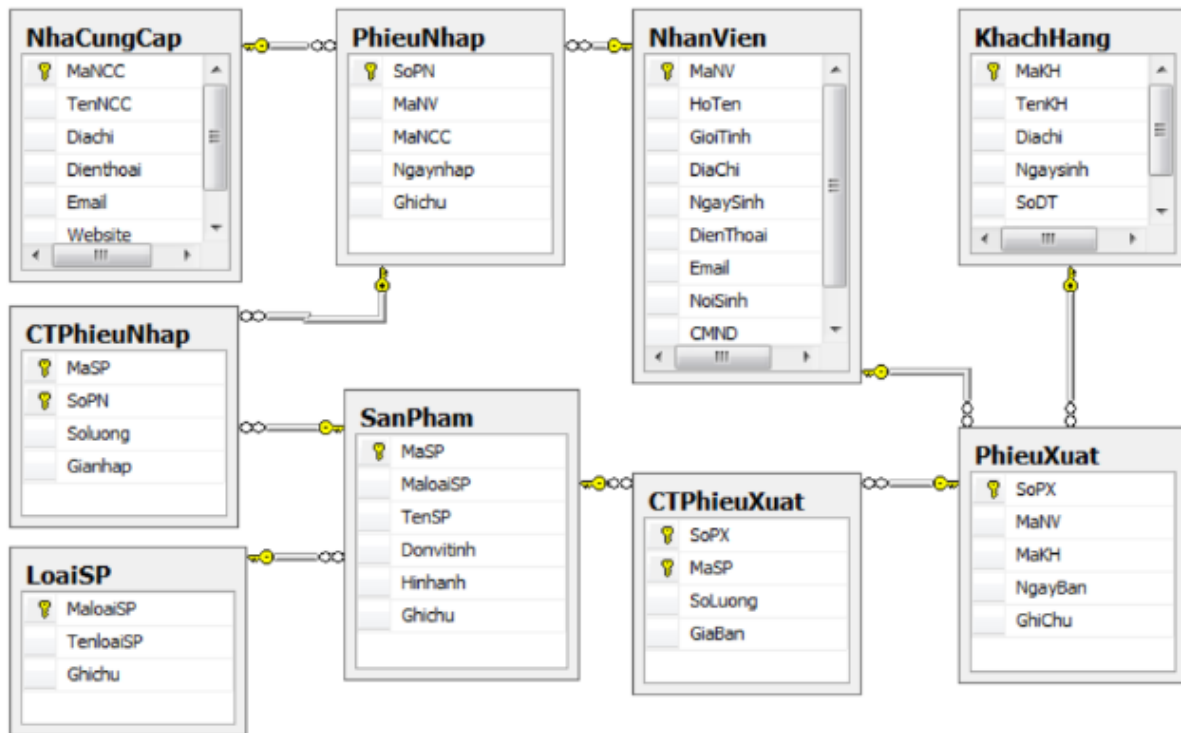 NhaCungCap
MaNCC
TenNCC
Diachi
Dienthoai
Email
Website
PhieuNhap
SoPN
MaNV
MaNCC
Ngaynhap
Ghichu
NhanVien
MaNV
HoTen
GioiTinh
DiaChi
NgaySinh
DienThoai
Email
NoiSinh
CMND
KhachHang
MaKH
TenKH
Diachi
Ngaysinh
SoDT
CTPhieuNhap
MaSP
SoPN
Soluong
Gianhap
SanPham
MaSP
MaloaiSP
TenSP
Donvitinh
Hinhanh
Ghichu
CTPhieuXuat
SoPX
MaSP
SoLuong
GiaBan
PhieuXuat
SoPX
MaNV
MaKH
NgayBan
GhiChu
LoaiSP
MaloaiSP
TenloaiSP
Ghichu